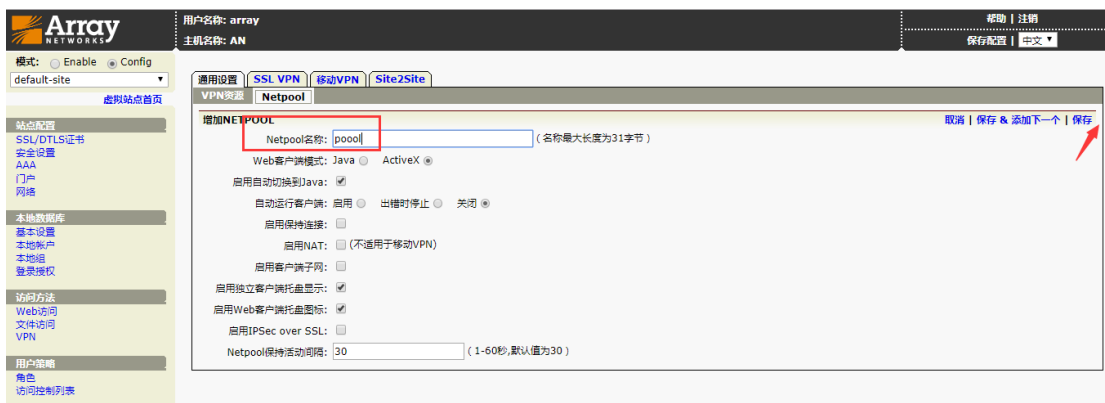 Array
NETWORKS
用户名称: array
主机名称: AN
帮助 | 注销
保存配置 | 中文
模式: Enable Config
default-site
虚拟站点首页
站点配置
SSL/DTLS证书
安全设置
AAA
门户
网络
本地数据库
基本设置
本地帐户
本地组
登录授权
访问方法
Web访问
文件访问
VPN
用户策略
角色
访问控制列表
通用设置 SSL VPN 移动VPN Site2Site
VPN资源 Netpool
增加NETPOOL 取消 | 保存 & 添加下一个 | 保存
Netpool名称: poool (名称最大长度为31字节)
Web客户端模式: Java ActiveX
启用自动切换到Java:
自动运行客户端: 启用 出错时停止 关闭
启用保持连接:
启用NAT: (不适用于移动VPN)
启用客户端子网:
启用独立客户端托盘显示:
启用Web客户端托盘图标:
启用IPSec over SSL:
Netpool保持活动间隔: 30 (1-60秒,默认值为30)